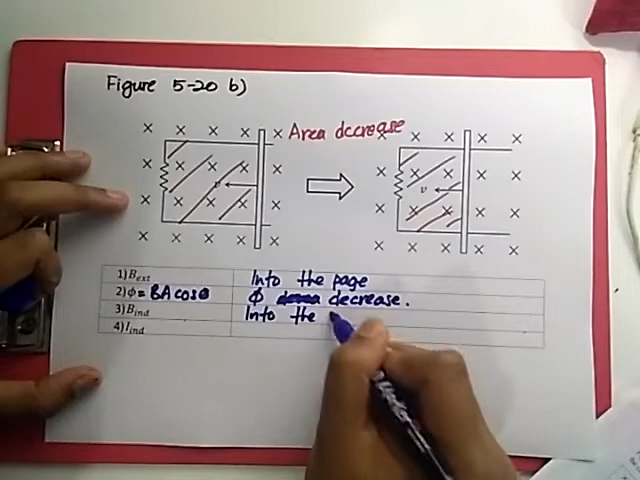 Figure 5-20 b)
Area decrease
v
v
1) B_ext Into the page
2) ϕ = BA cosθ ϕ decrease.
3) B_ind Into the
4) I_ind